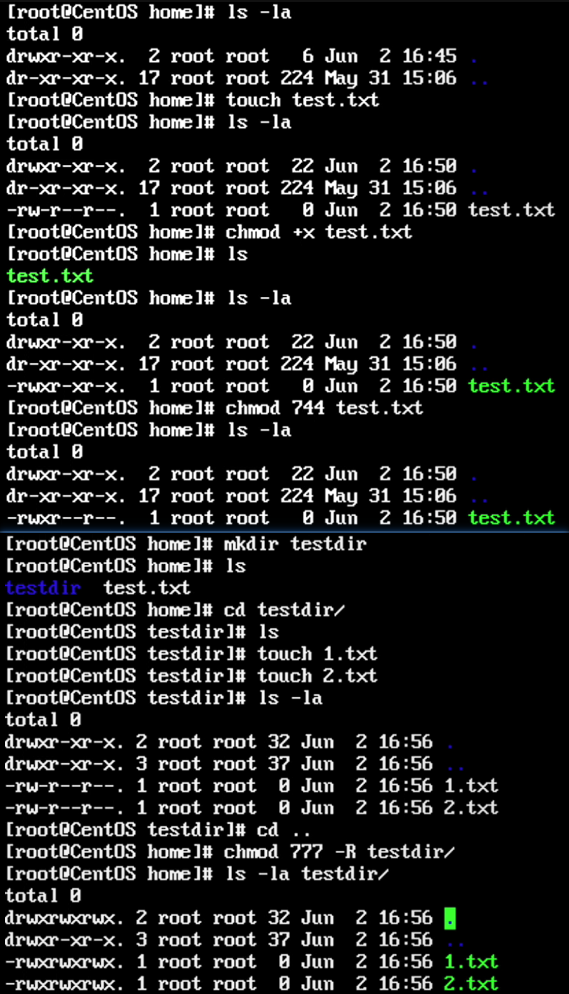 [root@CentOS home]# ls -la
total 0
drwxr-xr-x.  2 root root   6 Jun  2 16:45 .
dr-xr-xr-x. 17 root root 224 May 31 15:06 ..
[root@CentOS home]# touch test.txt
[root@CentOS home]# ls -la
total 0
drwxr-xr-x.  2 root root  22 Jun  2 16:50 .
dr-xr-xr-x. 17 root root 224 May 31 15:06 ..
-rw-r--r--.  1 root root   0 Jun  2 16:50 test.txt
[root@CentOS home]# chmod +x test.txt
[root@CentOS home]# ls
test.txt
[root@CentOS home]# ls -la
total 0
drwxr-xr-x.  2 root root  22 Jun  2 16:50 .
dr-xr-xr-x. 17 root root 224 May 31 15:06 ..
-rwxr-xr-x.  1 root root   0 Jun  2 16:50 test.txt
[root@CentOS home]# chmod 744 test.txt
[root@CentOS home]# ls -la
total 0
drwxr-xr-x.  2 root root  22 Jun  2 16:50 .
dr-xr-xr-x. 17 root root 224 May 31 15:06 ..
-rwxr--r--.  1 root root   0 Jun  2 16:50 test.txt
[root@CentOS home]# mkdir testdir
[root@CentOS home]# ls
testdir  test.txt
[root@CentOS home]# cd testdir/
[root@CentOS testdir]# ls
[root@CentOS testdir]# touch 1.txt
[root@CentOS testdir]# touch 2.txt
[root@CentOS testdir]# ls -la
total 0
drwxr-xr-x. 2 root root 32 Jun  2 16:56 .
drwxr-xr-x. 3 root root 37 Jun  2 16:56 ..
-rw-r--r--. 1 root root  0 Jun  2 16:56 1.txt
-rw-r--r--. 1 root root  0 Jun  2 16:56 2.txt
[root@CentOS testdir]# cd ..
[root@CentOS home]# chmod 777 -R testdir/
[root@CentOS home]# ls -la testdir/
total 0
drwxrwxrwx. 2 root root 32 Jun  2 16:56 .
drwxr-xr-x. 3 root root 37 Jun  2 16:56 ..
-rwxrwxrwx. 1 root root  0 Jun  2 16:56 1.txt
-rwxrwxrwx. 1 root root  0 Jun  2 16:56 2.txt